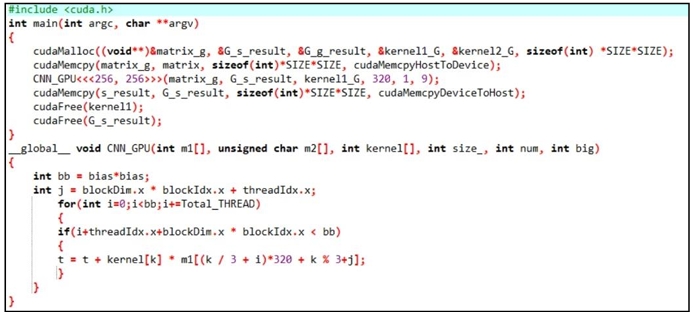 #include <cuda.h>
int main(int argc, char **argv)
{
cudaMalloc((void**)&matrix_g, &G_s_result, &G_g_result, &kernel1_G, &kernel2_G, sizeof(int) *SIZE*SIZE);
cudaMemcpy(matrix_g, matrix, sizeof(int)*SIZE*SIZE, cudaMemcpyHostToDevice);
CNN_GPU<<<256, 256>>>(matrix_g, G_s_result, kernel1_G, 320, 1, 9);
cudaMemcpy(s_result, G_s_result, sizeof(int)*SIZE*SIZE, cudaMemcpyDeviceToHost);
cudaFree(kernel1);
cudaFree(G_s_result);
}
__global__ void CNN_GPU(int m1[], unsigned char m2[], int kernel[], int size_, int num, int big)
{
int bb = bias*bias;
int j = blockDim.x * blockIdx.x + threadIdx.x;
for(int i=0;i<bb;i+=Total_THREAD)
{
if(i+threadIdx.x+blockDim.x * blockIdx.x < bb)
{
t = t + kernel[k] * m1[(k / 3 + i)*320 + k % 3+j];
}
}
}